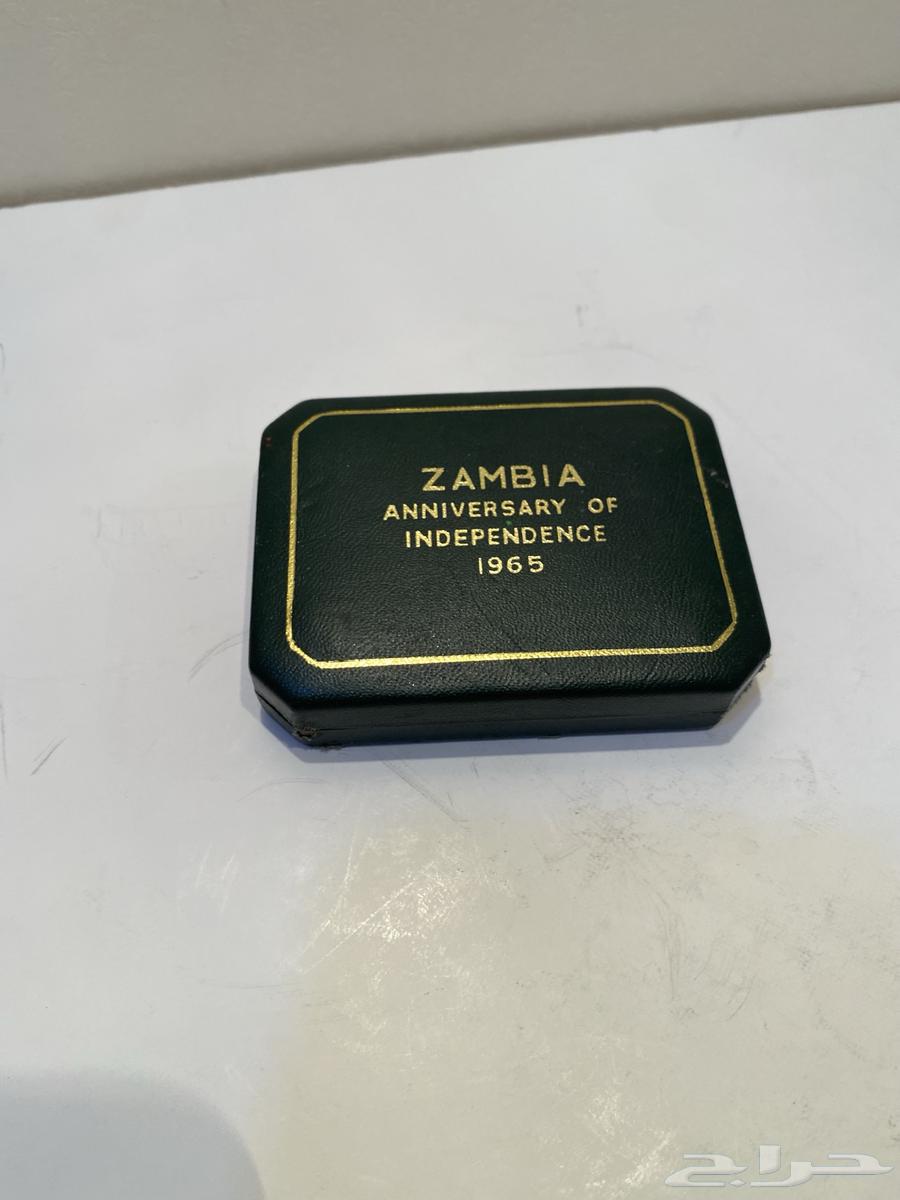 ZAMBIA
ANNIVERSARY OF
INDEPENDENCE
1965
حراج